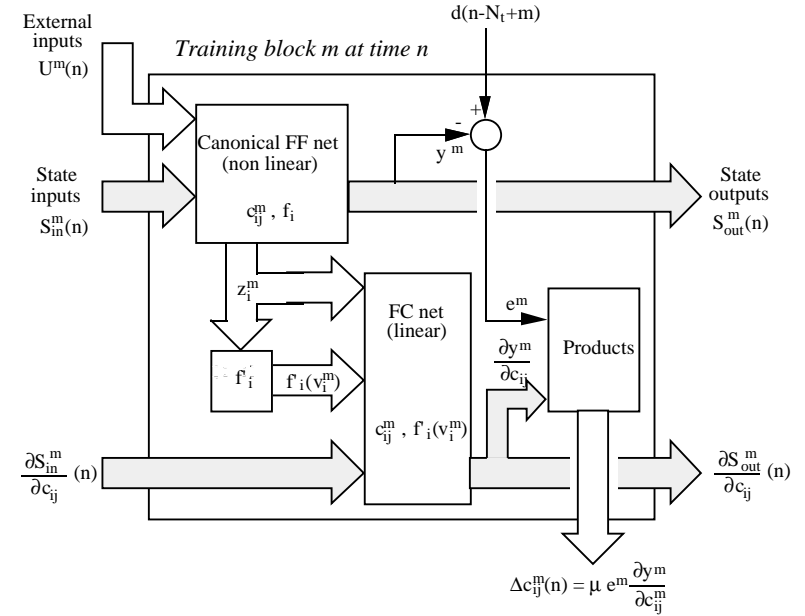 External
inputs
U^m(n)
Training block m at time n
d(n-N_t+m)
+
-
y^m
Canonical FF net
(non linear)
c_ij^m , f_i
State
inputs
S_in^m(n)
State
outputs
S_out^m(n)
z_i^m
FC net
(linear)
c_ij^m , f'_i(v_i^m)
e^m
Products
f'_i
f'_i(v_i^m)
∂y^m
∂c_ij
∂S_in^m
∂c_ij
(n)
∂S_out^m
∂c_ij
(n)
Δc_ij^m(n) = μ e^m ∂y^m
∂c_ij^m